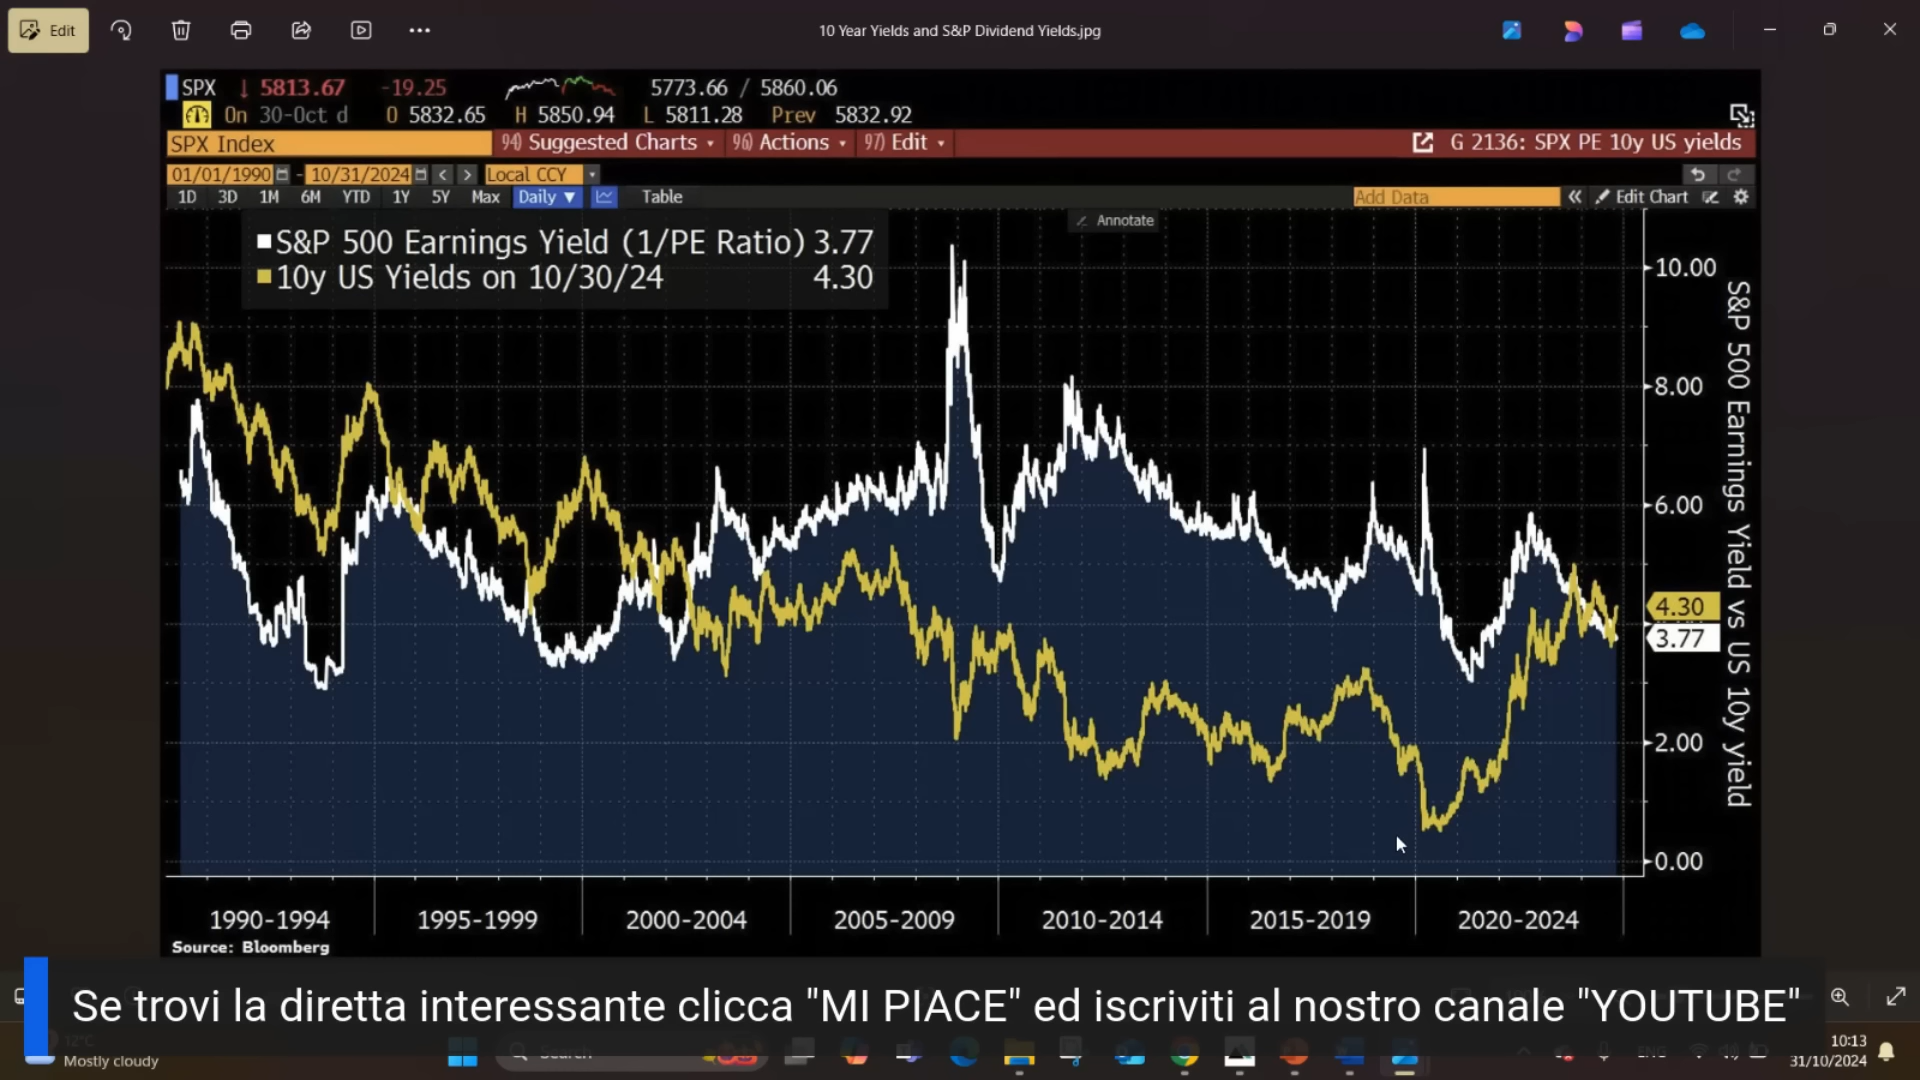 Edit
10 Year Yields and S&P Dividend Yields.jpg
SPX ↓ 5813.67 -19.25 5773.66 / 5860.06
On 30-Oct d O 5832.65 H 5850.94 L 5811.28 Prev 5832.92
SPX Index 94) Suggested Charts 96) Actions 97) Edit G 2136: SPX PE 10y US yields
01/01/1990 - 10/31/2024 Local CCY
1D 3D 1M 6M YTD 1Y 5Y Max Daily ▼ Table Add Data « Edit Chart
Annotate
S&P 500 Earnings Yield (1/PE Ratio) 3.77
10y US Yields on 10/30/24 4.30
10.00
8.00
6.00
4.30
3.77
2.00
0.00
S&P 500 Earnings Yield vs US 10y yield
1990-1994 1995-1999 2000-2004 2005-2009 2010-2014 2015-2019 2020-2024
Source: Bloomberg
Se trovi la diretta interessante clicca "MI PIACE" ed iscriviti al nostro canale "YOUTUBE"
12°C
Mostly cloudy
Search
ENG
10:13
31/10/2024